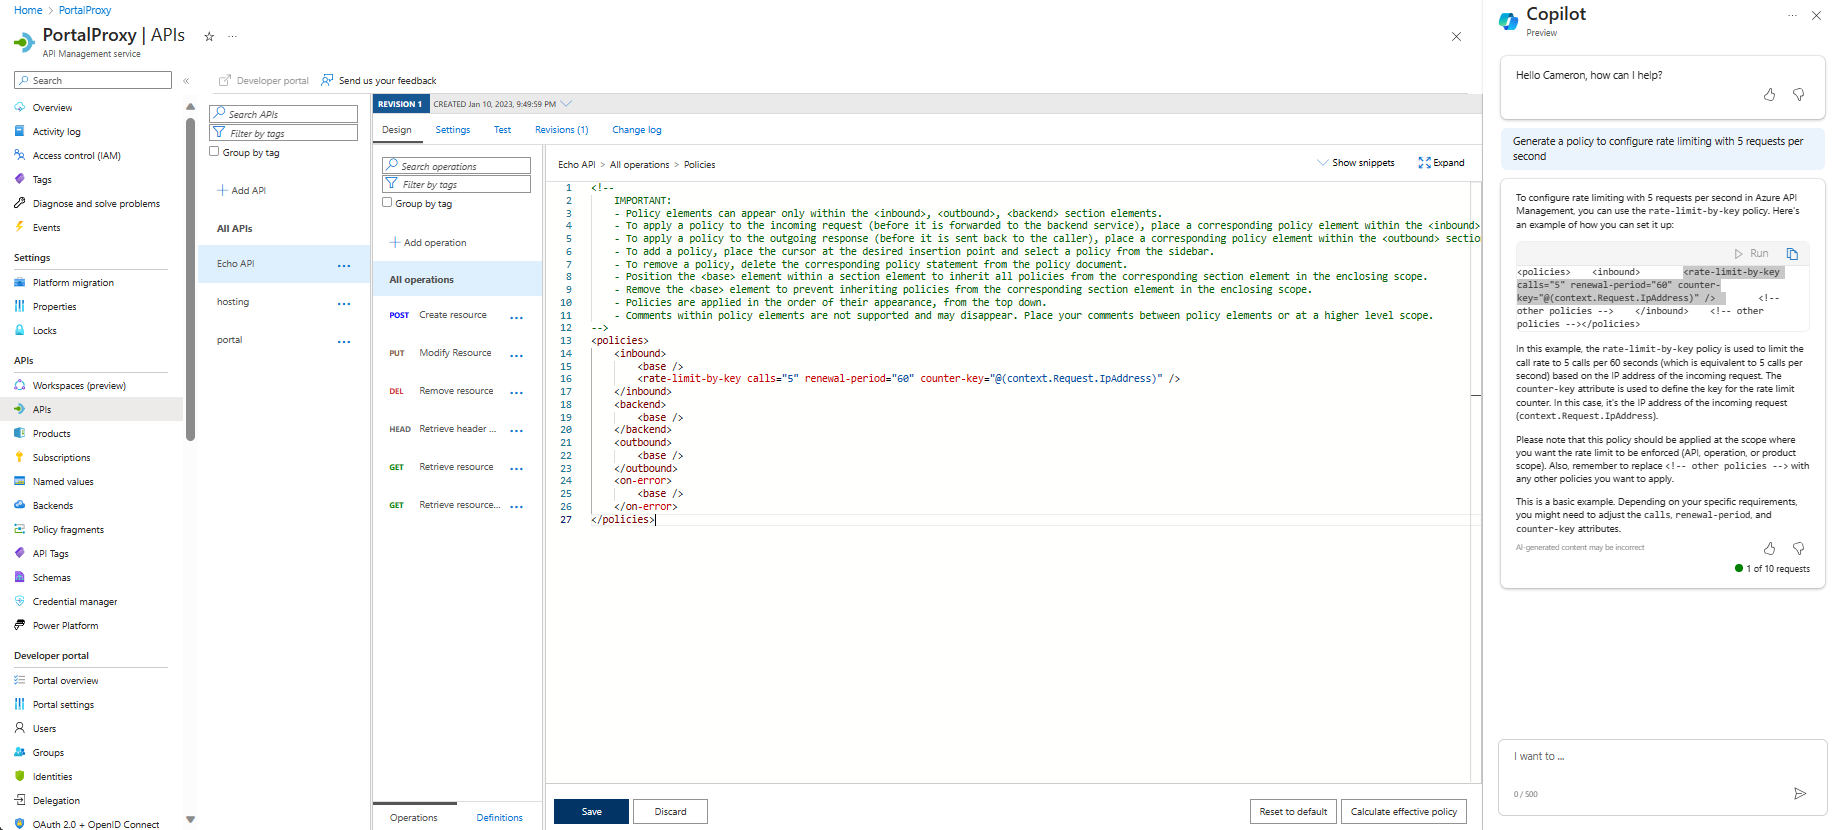 Home > PortalProxy
PortalProxy | APIs
API Management service
Search
Overview
Activity log
Access control (IAM)
Tags
Diagnose and solve problems
Events
Settings
Platform migration
Properties
Locks
APIs
Workspaces (preview)
APIs
Products
Subscriptions
Named values
Backends
Policy fragments
API Tags
Schemas
Credential manager
Power Platform
Developer portal
Portal overview
Portal settings
Users
Groups
Identities
Delegation
OAuth 2.0 + OpenID Connect
Developer portal
Send us your feedback
Search APIs
Filter by tags
Group by tag
Add API
All APIs
Echo API
hosting
portal
REVISION 1
CREATED Jan 10, 2023, 9:49:59 PM
Design
Settings
Test
Revisions (1)
Change log
Search operations
Filter by tags
Group by tag
Add operation
All operations
POST Create resource
PUT Modify Resource
DEL Remove resource
HEAD Retrieve header ...
GET Retrieve resource
GET Retrieve resource...
Operations
Definitions
Echo API > All operations > Policies
Show snippets
Expand
1 <!--
2 IMPORTANT:
3 - Policy elements can appear only within the <inbound>, <outbound>, <backend> section elements.
4 - To apply a policy to the incoming request (before it is forwarded to the backend service), place a corresponding policy element within the <inbound>
5 - To apply a policy to the outgoing response (before it is sent back to the caller), place a corresponding policy element within the <outbound> sectio
6 - To add a policy, place the cursor at the desired insertion point and select a policy from the sidebar.
7 - To remove a policy, delete the corresponding policy statement from the policy document.
8 - Position the <base> element within a section element to inherit all policies from the corresponding section element in the enclosing scope.
9 - Remove the <base> element to prevent inheriting policies from the corresponding section element in the enclosing scope.
10 - Policies are applied in the order of their appearance, from the top down.
11 - Comments within policy elements are not supported and may disappear. Place your comments between policy elements or at a higher level scope.
12 -->
13 <policies>
14 <inbound>
15 <base />
16 <rate-limit-by-key calls="5" renewal-period="60" counter-key="@(context.Request.IpAddress)" />
17 </inbound>
18 <backend>
19 <base />
20 </backend>
21 <outbound>
22 <base />
23 </outbound>
24 <on-error>
25 <base />
26 </on-error>
27 </policies>
Save
Discard
Reset to default
Calculate effective policy
Copilot
Preview
Hello Cameron, how can I help?
Generate a policy to configure rate limiting with 5 requests per
second
To configure rate limiting with 5 requests per second in Azure API
Management, you can use the rate-limit-by-key policy. Here's
an example of how you can set it up:
Run
<policies> <inbound> <rate-limit-by-key
calls="5" renewal-period="60" counter-
key="@(context.Request.IpAddress)" /> <!--
other policies --> </inbound> <!-- other
policies --></policies>
In this example, the rate-limit-by-key policy is used to limit the
call rate to 5 calls per 60 seconds (which is equivalent to 5 calls per
second) based on the IP address of the incoming request. The
counter-key attribute is used to define the key for the rate limit
counter. In this case, it's the IP address of the incoming request
(context.Request.IpAddress).
Please note that this policy should be applied at the scope where
you want the rate limit to be enforced (API, operation, or product
scope). Also, remember to replace <!-- other policies --> with
any other policies you want to apply.
This is a basic example. Depending on your specific requirements,
you might need to adjust the calls, renewal-period, and
counter-key attributes.
AI-generated content may be incorrect
1 of 10 requests
I want to ...
0 / 500